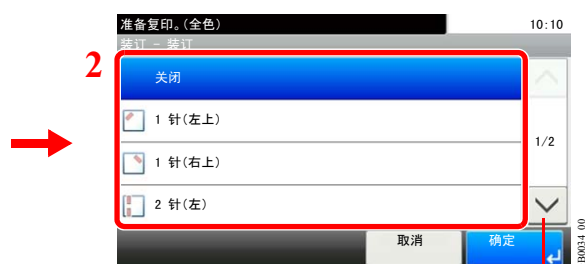 准备复印。(全色)
10:10
装订 - 装订
2
关闭
1 针(左上)
1 针(右上)
1/2
2 针(左)
取消
确定
B0034_00